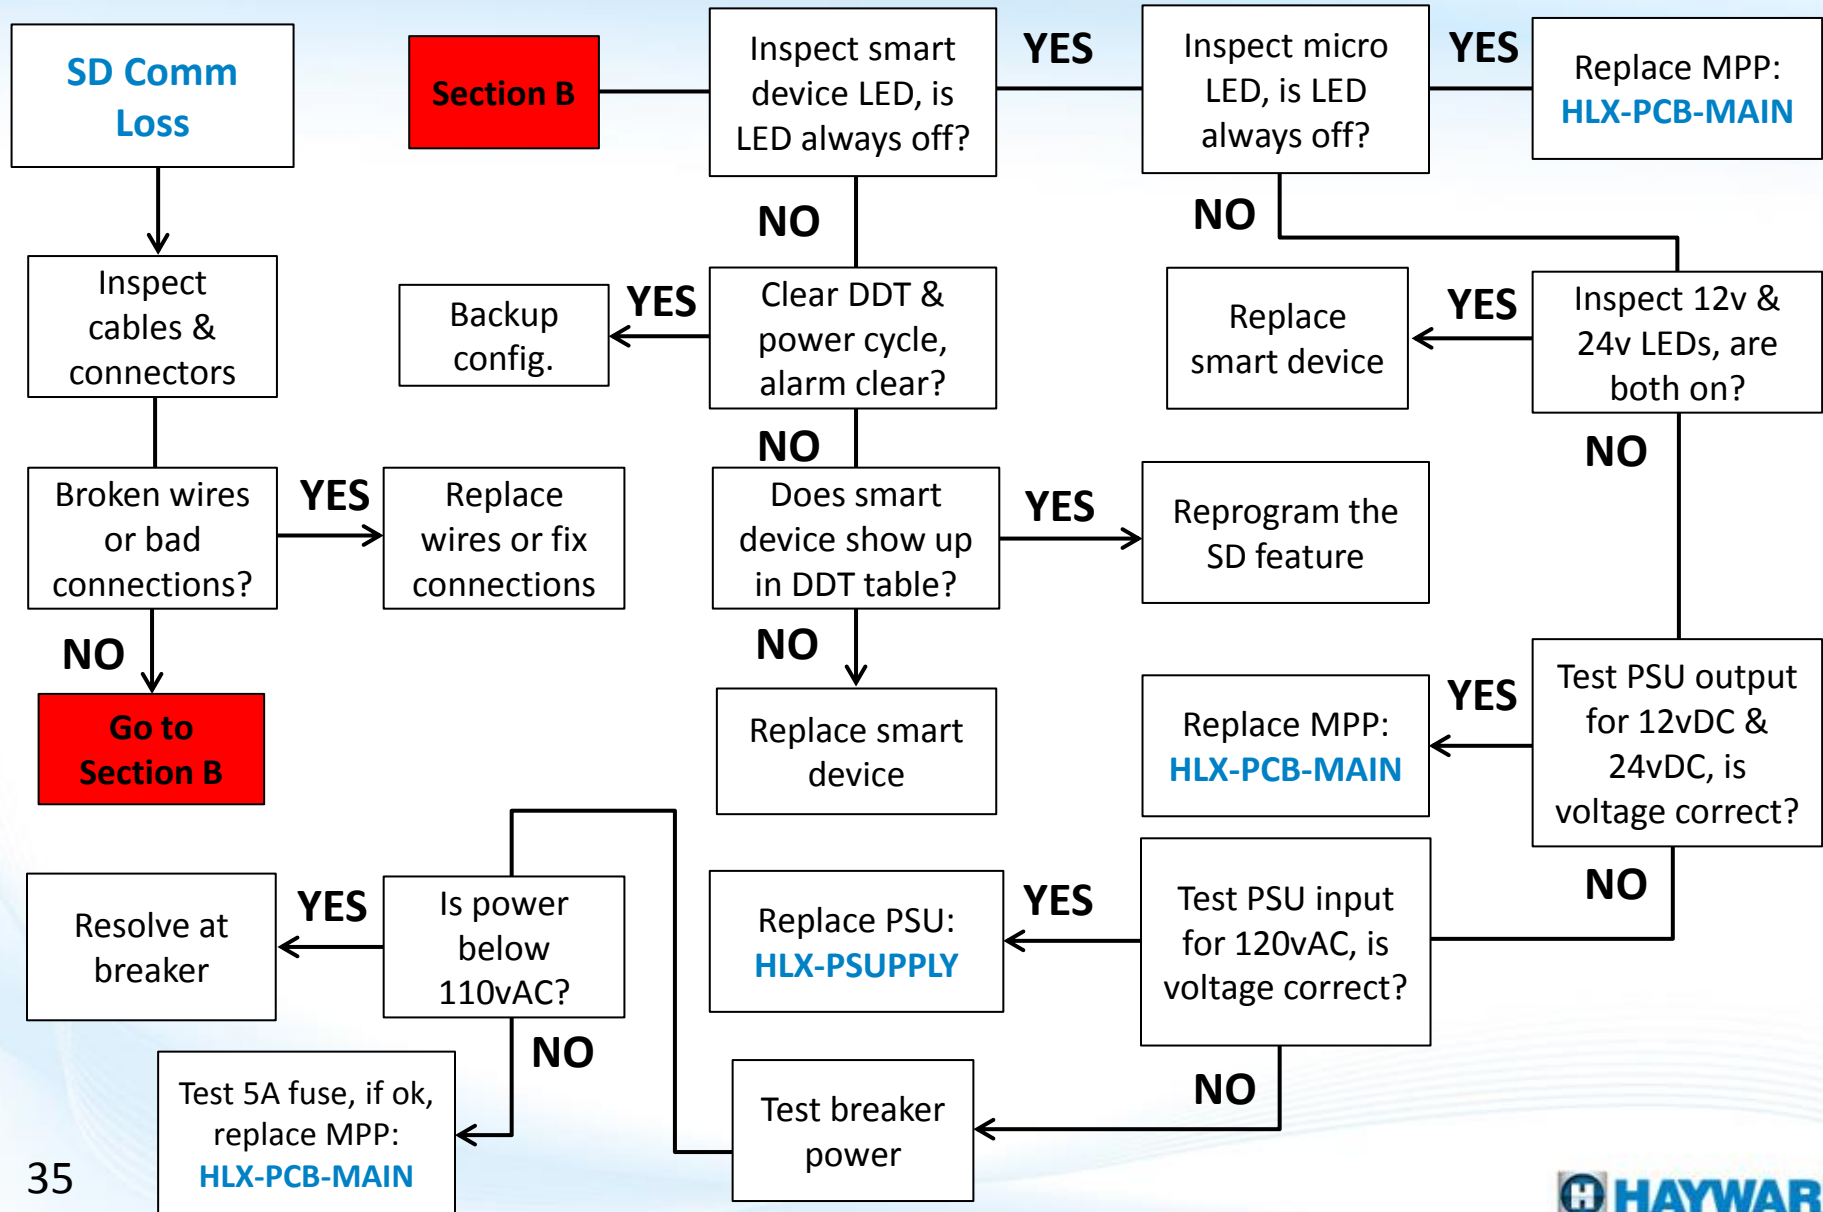 SD Comm
Loss
Section B
Inspect smart
device LED, is
LED always off?
YES
Inspect micro
LED, is LED
always off?
YES
Replace MPP:
HLX-PCB-MAIN
NO
NO
Inspect
cables &
connectors
Backup
config.
YES
Clear DDT &
power cycle,
alarm clear?
Replace
smart device
YES
Inspect 12v &
24v LEDs, are
both on?
NO
NO
Broken wires
or bad
connections?
YES
Replace
wires or fix
connections
Does smart
device show up
in DDT table?
YES
Reprogram the
SD feature
NO
NO
Go to
Section B
Replace smart
device
Replace MPP:
HLX-PCB-MAIN
YES
Test PSU output
for 12vDC &
24vDC, is
voltage correct?
NO
Resolve at
breaker
YES
Is power
below
110vAC?
Replace PSU:
HLX-PSUPPLY
YES
Test PSU input
for 120vAC, is
voltage correct?
NO
NO
Test 5A fuse, if ok,
replace MPP:
HLX-PCB-MAIN
Test breaker
power
35
HAYWAR